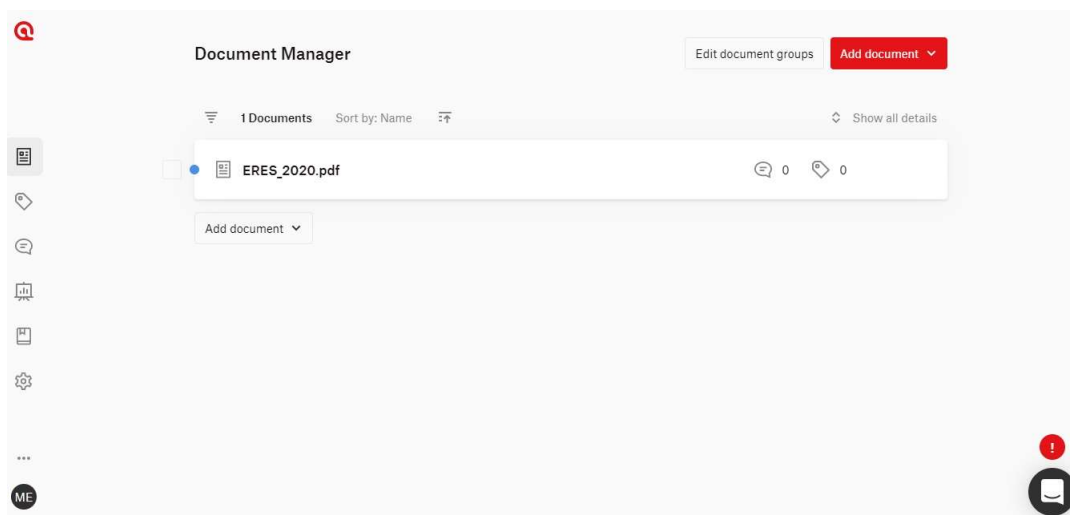 Document Manager
Edit document groups
Add document
1 Documents
Sort by: Name
Show all details
ERES_2020.pdf
0
0
Add document
!
ME